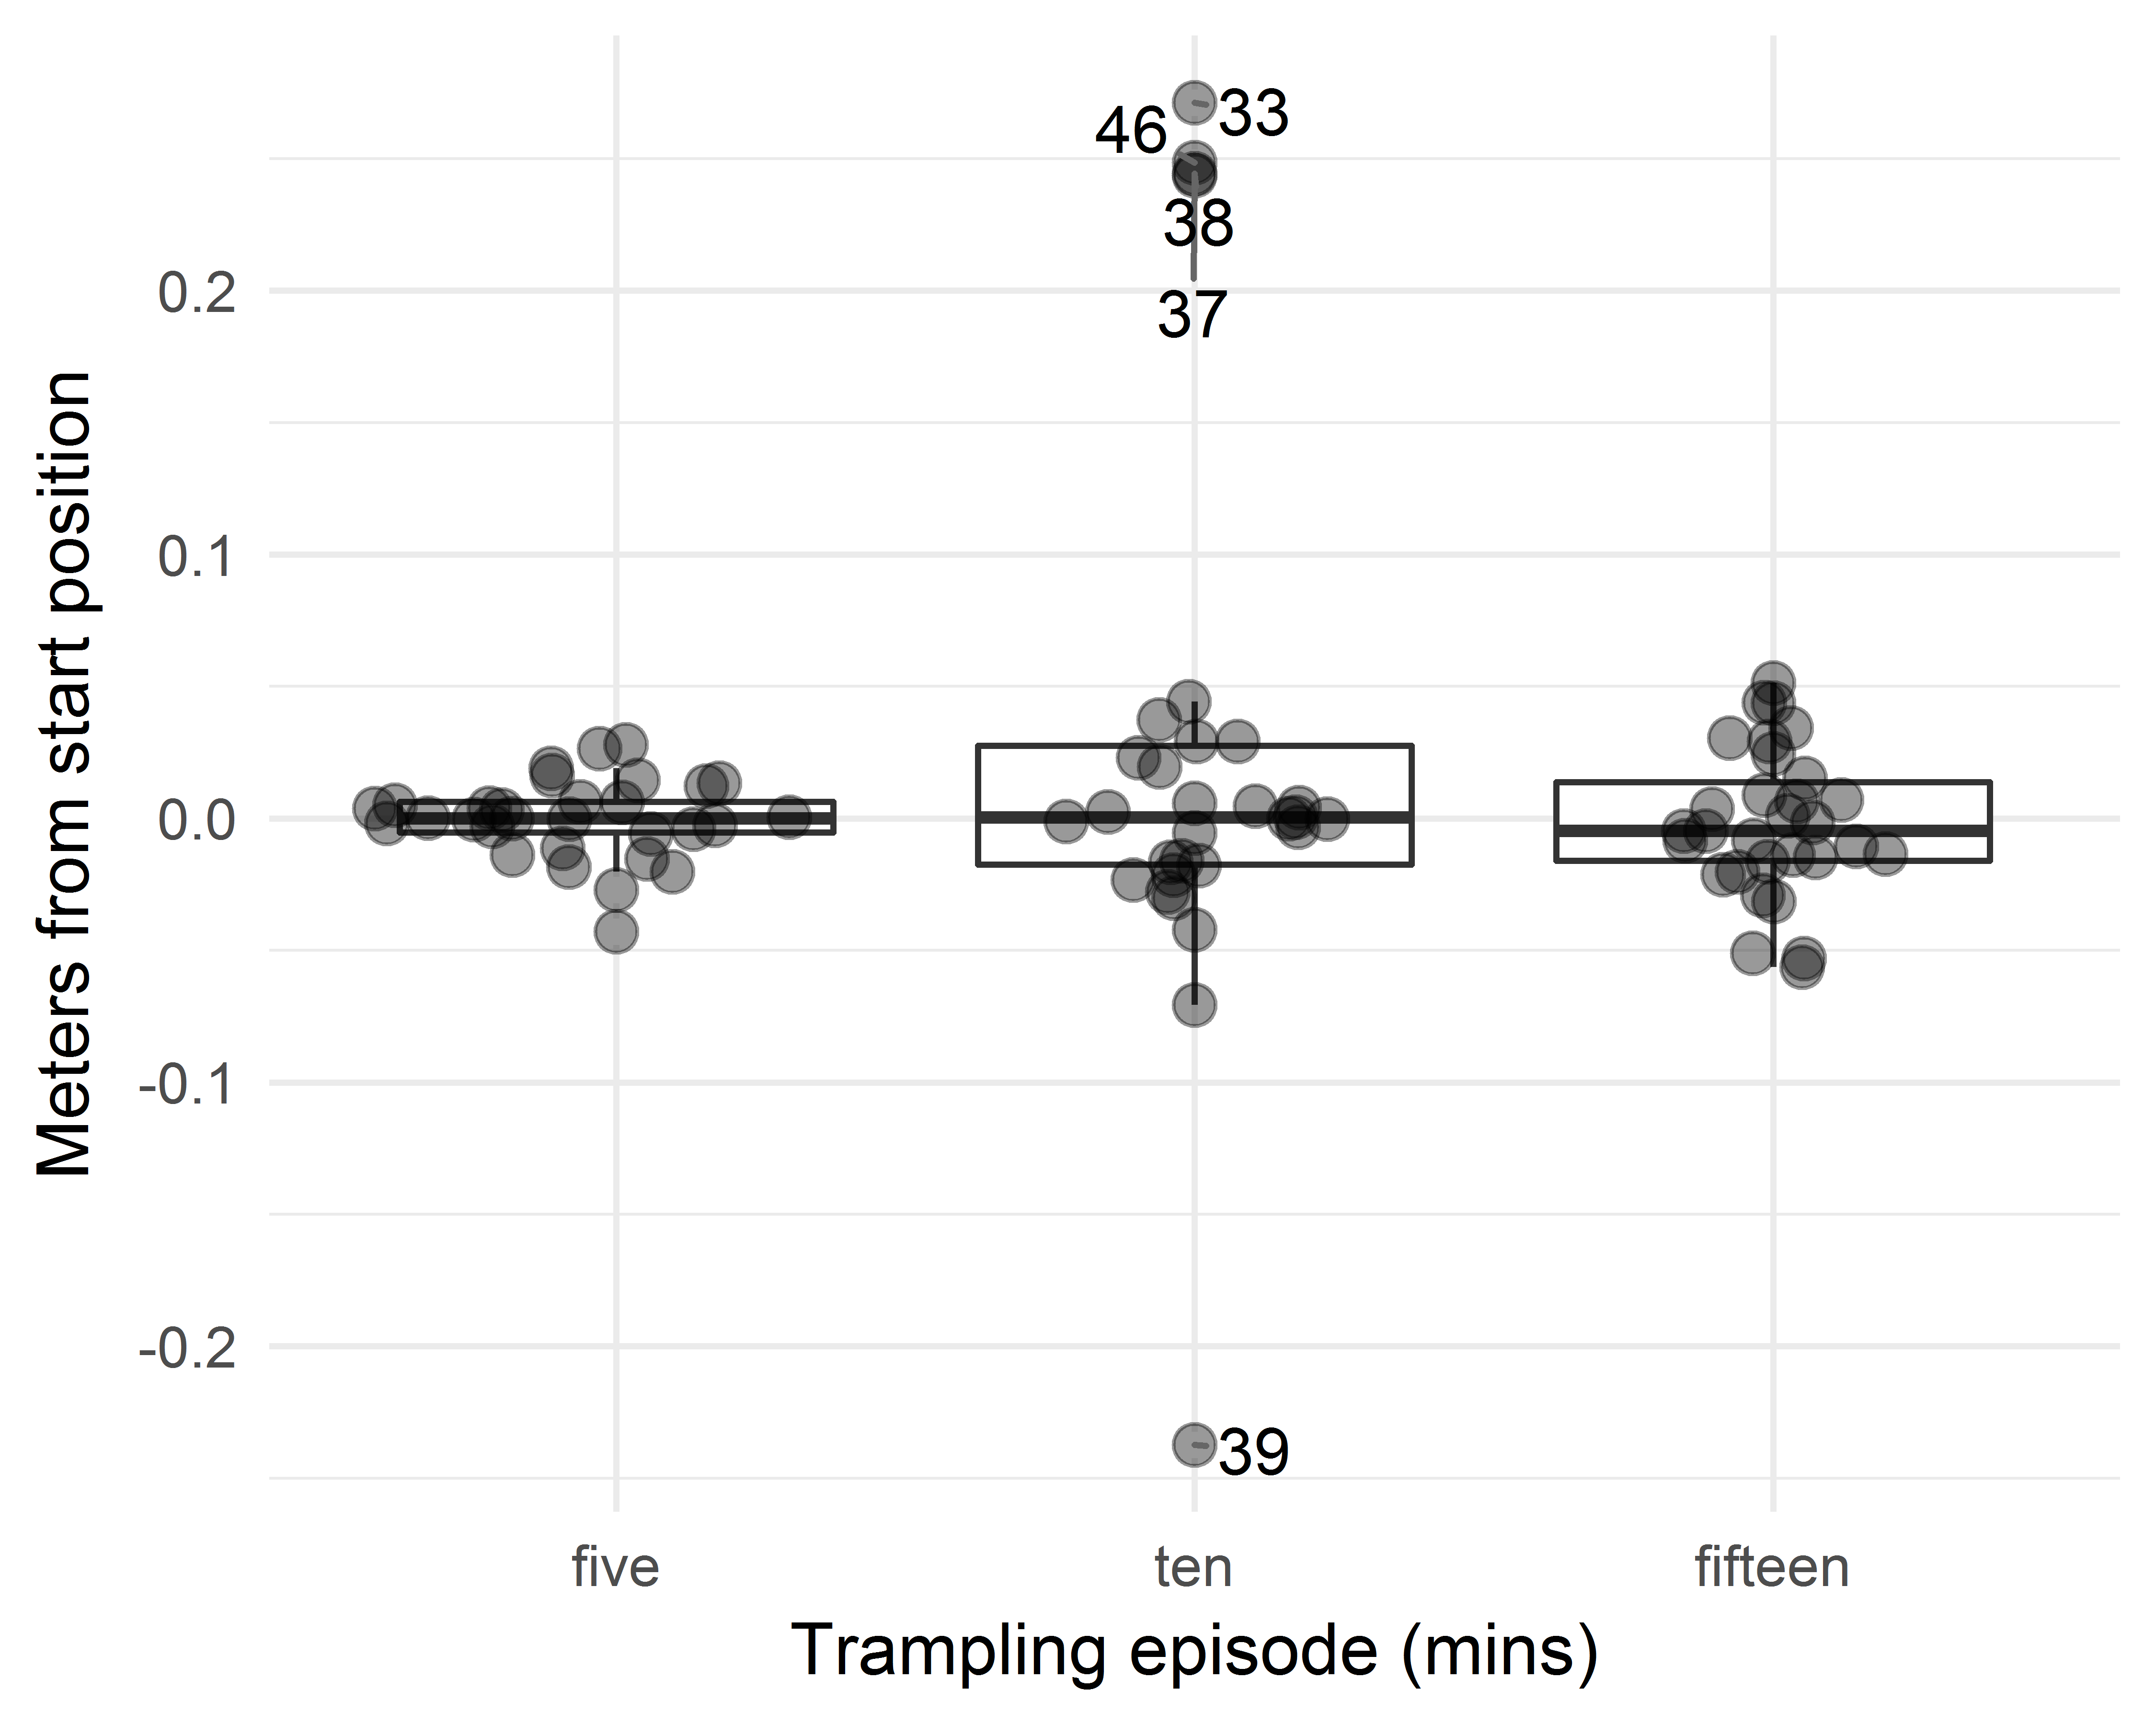 Meters from start position
0.2
0.1
0.0
-0.1
-0.2
33
46
38
37
39
five
ten
fifteen
Trampling episode (mins)